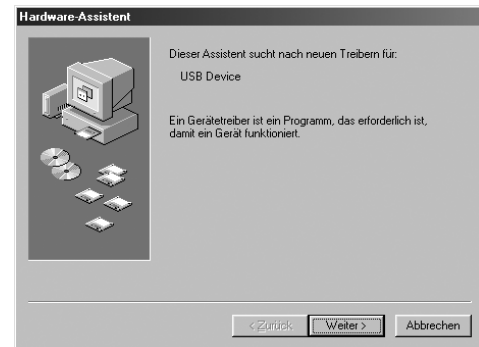 Hardware-Assistent
Dieser Assistent sucht nach neuen Treibern für:
USB Device
Ein Gerätetreiber ist ein Programm, das erforderlich ist,
damit ein Gerät funktioniert.
< Zurück Weiter > Abbrechen